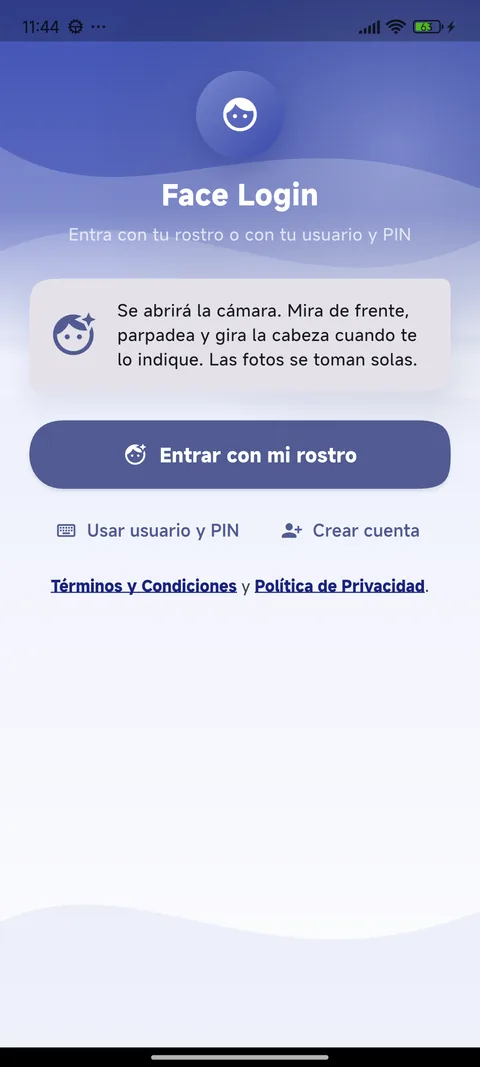 11:44
63
Face Login
Entra con tu rostro o con tu usuario y PIN
Se abrirá la cámara. Mira de frente,
parpadea y gira la cabeza cuando te
lo indique. Las fotos se toman solas.
Entrar con mi rostro
Usar usuario y PIN
Crear cuenta
Términos y Condiciones y Política de Privacidad.